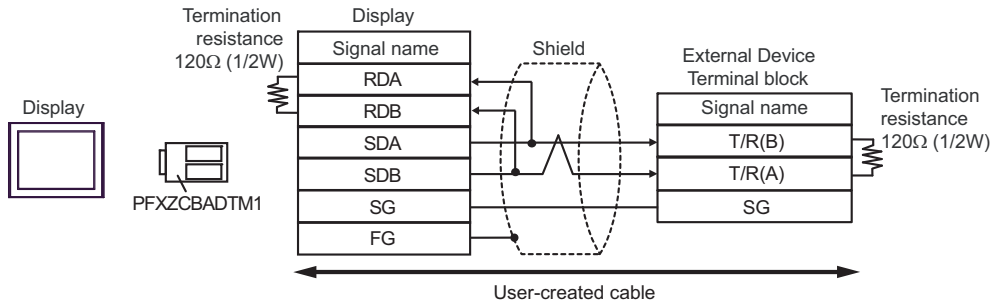 Termination
resistance
120Ω (1/2W)
Display
Signal name
RDA
RDB
SDA
SDB
SG
FG
Shield
External Device
Terminal block
Signal name
T/R(B)
T/R(A)
SG
Termination
resistance
120Ω (1/2W)
Display
PFXZCBADTM1
User-created cable